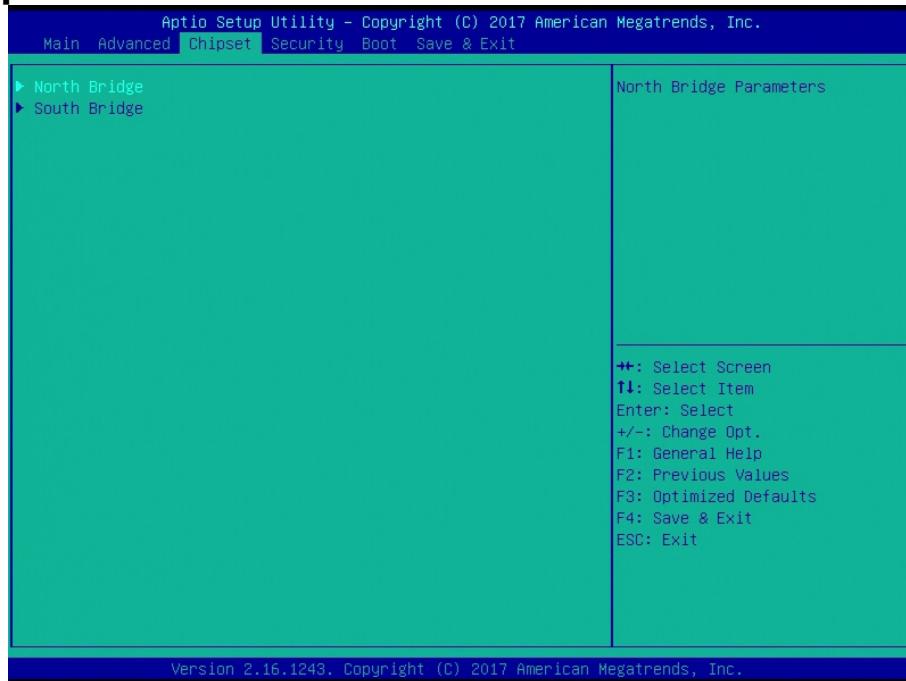 Aptio Setup Utility – Copyright (C) 2017 American Megatrends, Inc.
Main Advanced Chipset Security Boot Save & Exit
▶ North Bridge
▶ South Bridge
North Bridge Parameters
→←: Select Screen
↑↓: Select Item
Enter: Select
+/-: Change Opt.
F1: General Help
F2: Previous Values
F3: Optimized Defaults
F4: Save & Exit
ESC: Exit
Version 2.16.1243. Copyright (C) 2017 American Megatrends, Inc.